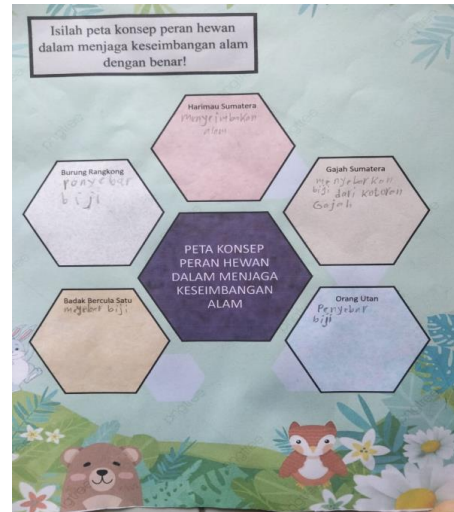 Isilah peta konsep peran hewan
dalam menjaga keseimbangan alam
dengan benar!
Harimau Sumatera
menyeimbakan
alam
Burung Rangkong
penyebar
biji
Gajah Sumatera
menyebarkan
biji dari kotoran
Gajah
PETA KONSEP
PERAN HEWAN
DALAM MENJAGA
KESEIMBANGAN
ALAM
Badak Bercula Satu
meyebar biji
Orang Utan
Penyebar
biji